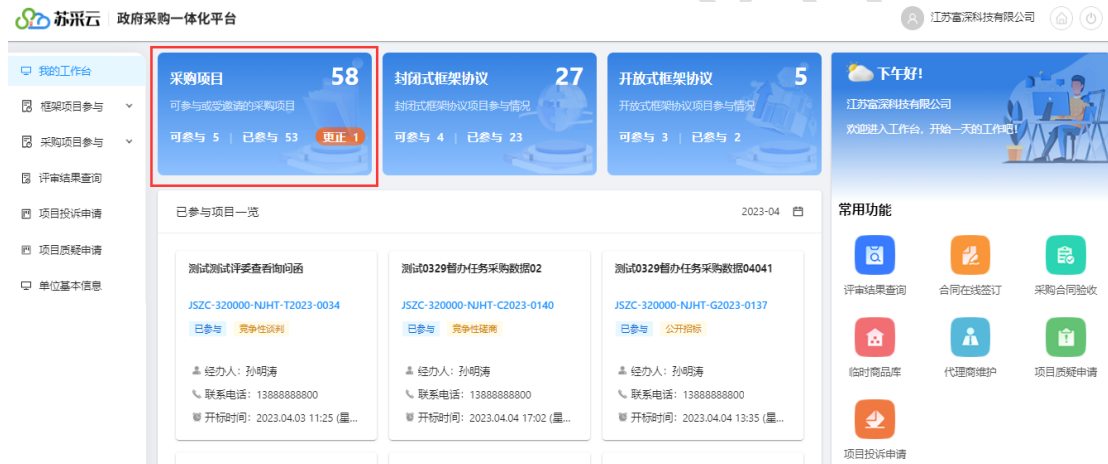 苏采云 政府采购一体化平台
江苏富深科技有限公司
我的工作台
框架项目参与
采购项目参与
评审结果查询
项目投诉申请
项目质疑申请
单位基本信息
采购项目 58
可参与或受邀请的采购项目
可参与 5 | 已参与 53 更正 1
封闭式框架协议 27
封闭式框架协议项目参与情况
可参与 4 | 已参与 23
开放式框架协议 5
开放式框架协议项目参与情况
可参与 3 | 已参与 2
下午好!
江苏富深科技有限公司
欢迎进入工作台，开始一天的工作吧!
已参与项目一览 2023-04
测试测试评委查看询问函
JSZC-320000-NJHT-T2023-0034
已参与 竞争性谈判
经办人：孙明涛
联系电话：13888888800
开标时间：2023.04.03 11:25 (星...
测试0329督办任务采购数据02
JSZC-320000-NJHT-C2023-0140
已参与 竞争性磋商
经办人：孙明涛
联系电话：13888888800
开标时间：2023.04.04 17:02 (星...
测试0329督办任务采购数据04041
JSZC-320000-NJHT-G2023-0137
已参与 公开招标
经办人：孙明涛
联系电话：13888888800
开标时间：2023.04.04 13:35 (星...
常用功能
评审结果查询 合同在线签订 采购合同验收
临时商品库 代理商维护 项目质疑申请
项目投诉申请